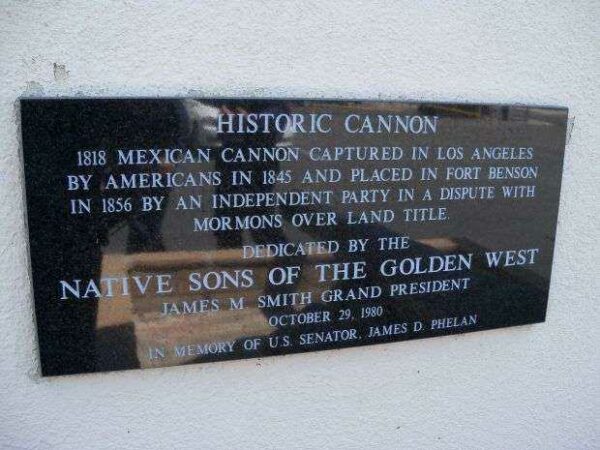 HISTORIC CANNON
1818 MEXICAN CANNON CAPTURED IN LOS ANGELES
BY AMERICANS IN 1845 AND PLACED IN FORT BENSON
IN 1856 BY AN INDEPENDENT PARTY IN A DISPUTE WITH
MORMONS OVER LAND TITLE.
DEDICATED BY THE
NATIVE SONS OF THE GOLDEN WEST
JAMES M. SMITH GRAND PRESIDENT
OCTOBER 29, 1980
IN MEMORY OF U.S. SENATOR, JAMES D. PHELAN